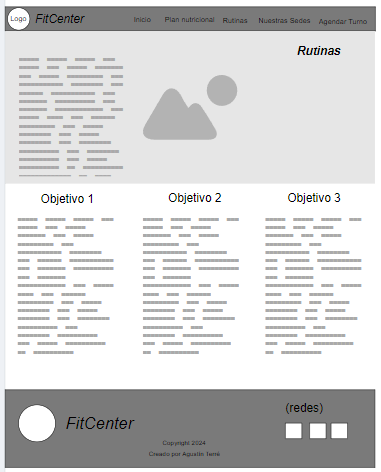 Logo FitCenter Inicio Plan nutricional Rutinas Nuestras Sedes Agendar Turno
Rutinas
Objetivo 1 Objetivo 2 Objetivo 3
(redes)
FitCenter
Copyright 2024
Creado por Agustín Terré